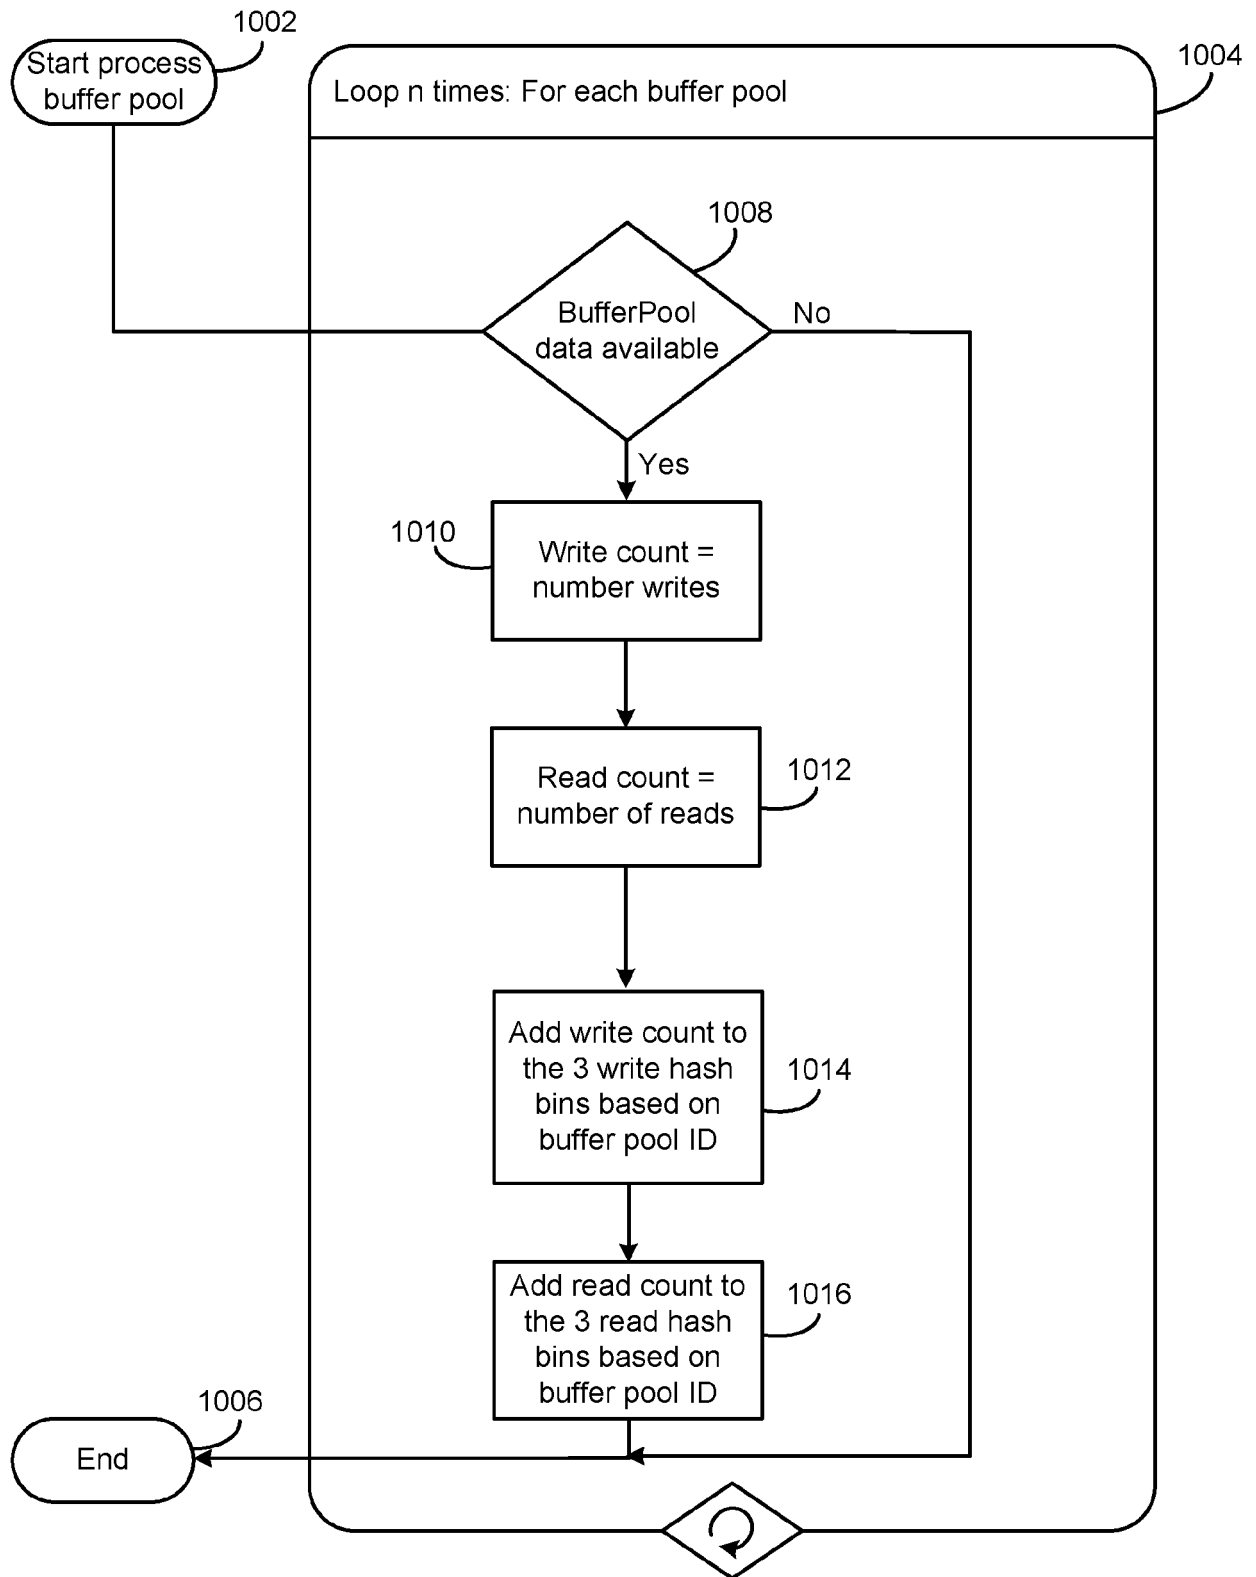 1002
Start process
buffer pool
1004
Loop n times: For each buffer pool
1008
BufferPool
data available
No
Yes
1010
Write count =
number writes
Read count =
number of reads
1012
Add write count to
the 3 write hash
bins based on
buffer pool ID
1014
Add read count to
the 3 read hash
bins based on
buffer pool ID
1016
1006
End